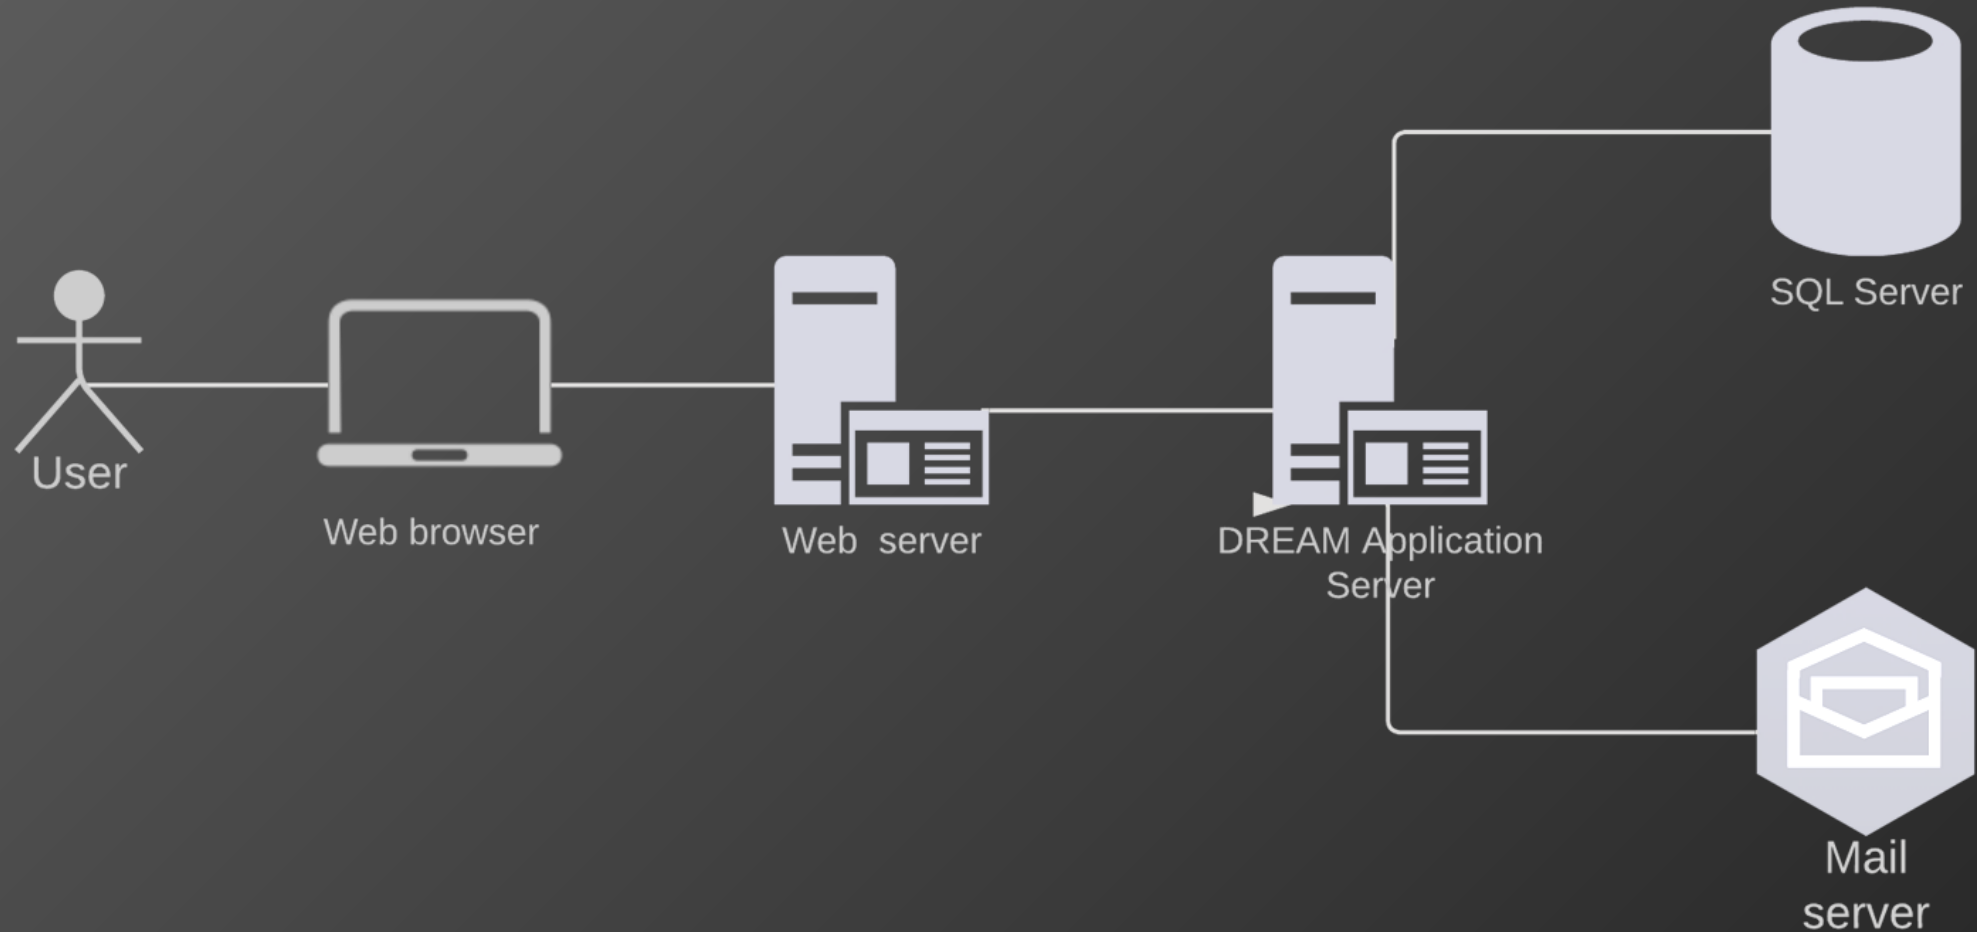 User
Web browser
Web  server
DREAM Application
Server
SQL Server
Mail
server